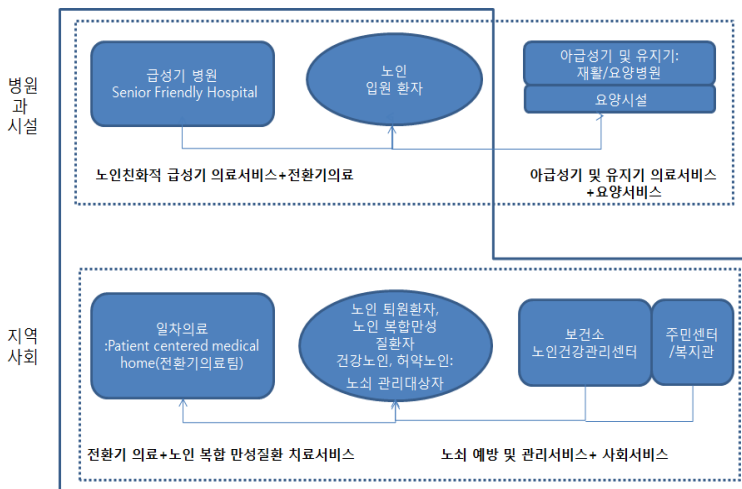 병원
과
시설
급성기 병원
Senior Friendly Hospital
노인
입원 환자
아급성기 및 유지기:
재활/요양병원
요양시설
노인친화적 급성기 의료서비스+전환기의료
아급성기 및 유지기 의료서비스
+요양서비스
지역
사회
일차의료
:Patient centered medical
home(전환기의료팀)
노인 퇴원환자,
노인 복합만성
질환자
건강노인, 허약노인:
노쇠 관리대상자
보건소
노인건강관리센터
주민센터
/복지관
전환기 의료+노인 복합 만성질환 치료서비스
노쇠 예방 및 관리서비스+ 사회서비스